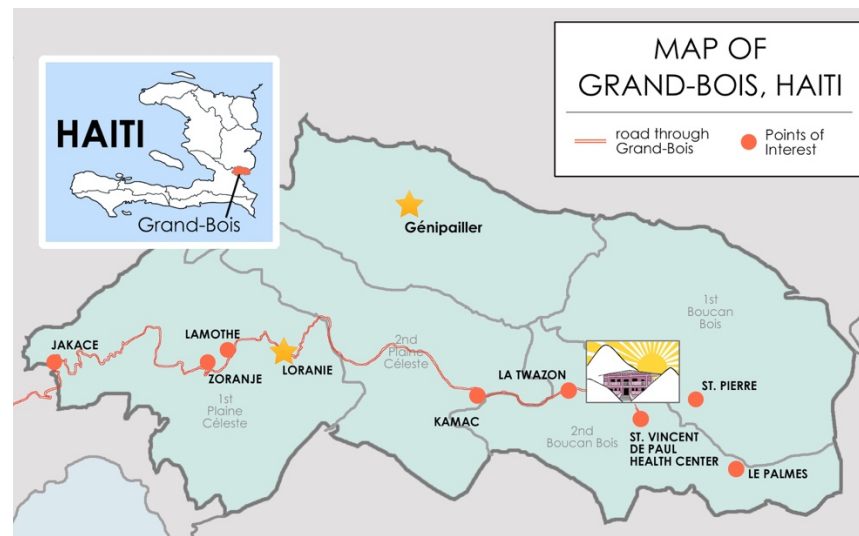 MAP OF
GRAND-BOIS, HAITI
road through
Grand-Bois
Points of
Interest
HAITI
Grand-Bois
Génipailler
1st
Boucan
Bois
JAKACE
LAMOTHE
ZORANJE
LORANIE
1st
Plaine
Céleste
2nd
Plaine
Céleste
KAMAC
LA TWAZON
2nd
Boucan Bois
ST. PIERRE
ST. VINCENT
DE PAUL
HEALTH CENTER
LE PALMES